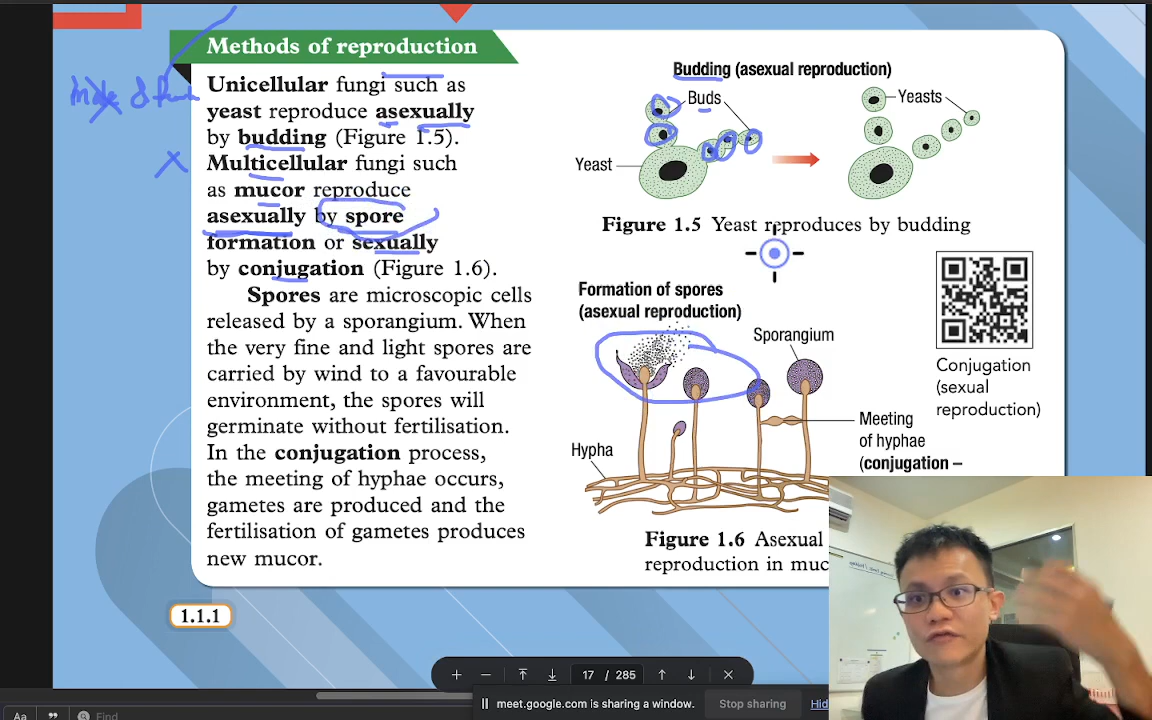 Methods of reproduction
Unicellular fungi such as
yeast reproduce asexually
by budding (Figure 1.5).
Multicellular fungi such
as mucor reproduce
asexually by spore
formation or sexually
by conjugation (Figure 1.6).
Spores are microscopic cells
released by a sporangium. When
the very fine and light spores are
carried by wind to a favourable
environment, the spores will
germinate without fertilisation.
In the conjugation process,
the meeting of hyphae occurs,
gametes are produced and the
fertilisation of gametes produces
new mucor.
1.1.1
Budding (asexual reproduction)
Buds
Yeasts
Yeast
Figure 1.5 Yeast reproduces by budding
Formation of spores
(asexual reproduction)
Sporangium
Conjugation
(sexual
reproduction)
Meeting
of hyphae
(conjugation –
Hypha
Figure 1.6 Asexual
reproduction in muc
17 / 285
meet.google.com is sharing a window.
Stop sharing
Hid
Aa
Find